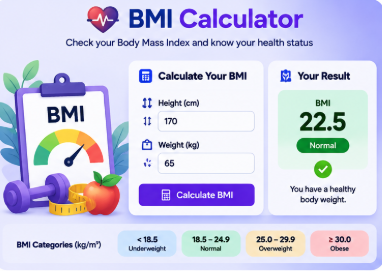 BMI Calculator
Check your Body Mass Index and know your health status
BMI
Calculate Your BMI
Height (cm)
170
Weight (kg)
65
Calculate BMI
Your Result
BMI
22.5
Normal
You have a healthy
body weight.
BMI Categories (kg/m²)
< 18.5
Underweight
18.5 – 24.9
Normal
25.0 – 29.9
Overweight
≥ 30.0
Obese